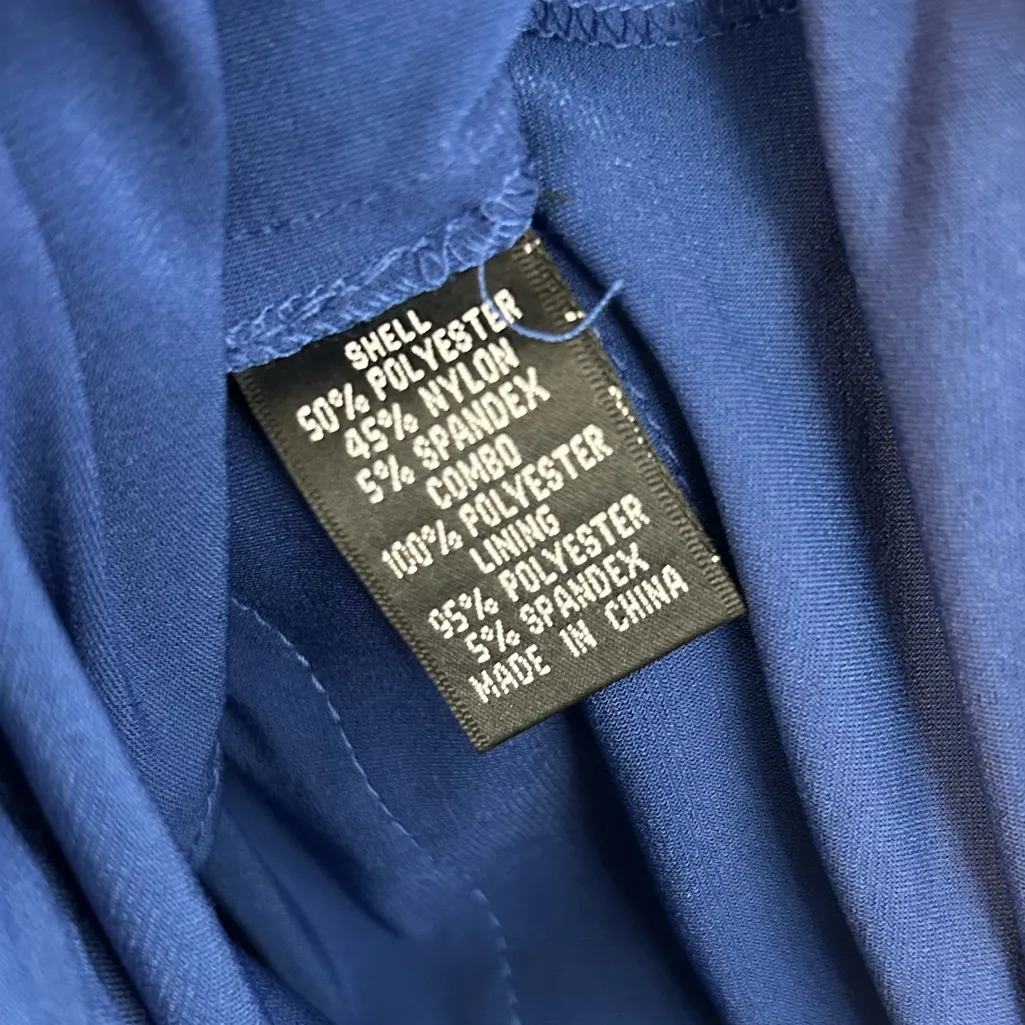 SHELL
50% POLYESTER
45% NYLON
5% SPANDEX
COMBO
100% POLYESTER
LINING
95% POLYESTER
5% SPANDEX
MADE IN CHINA